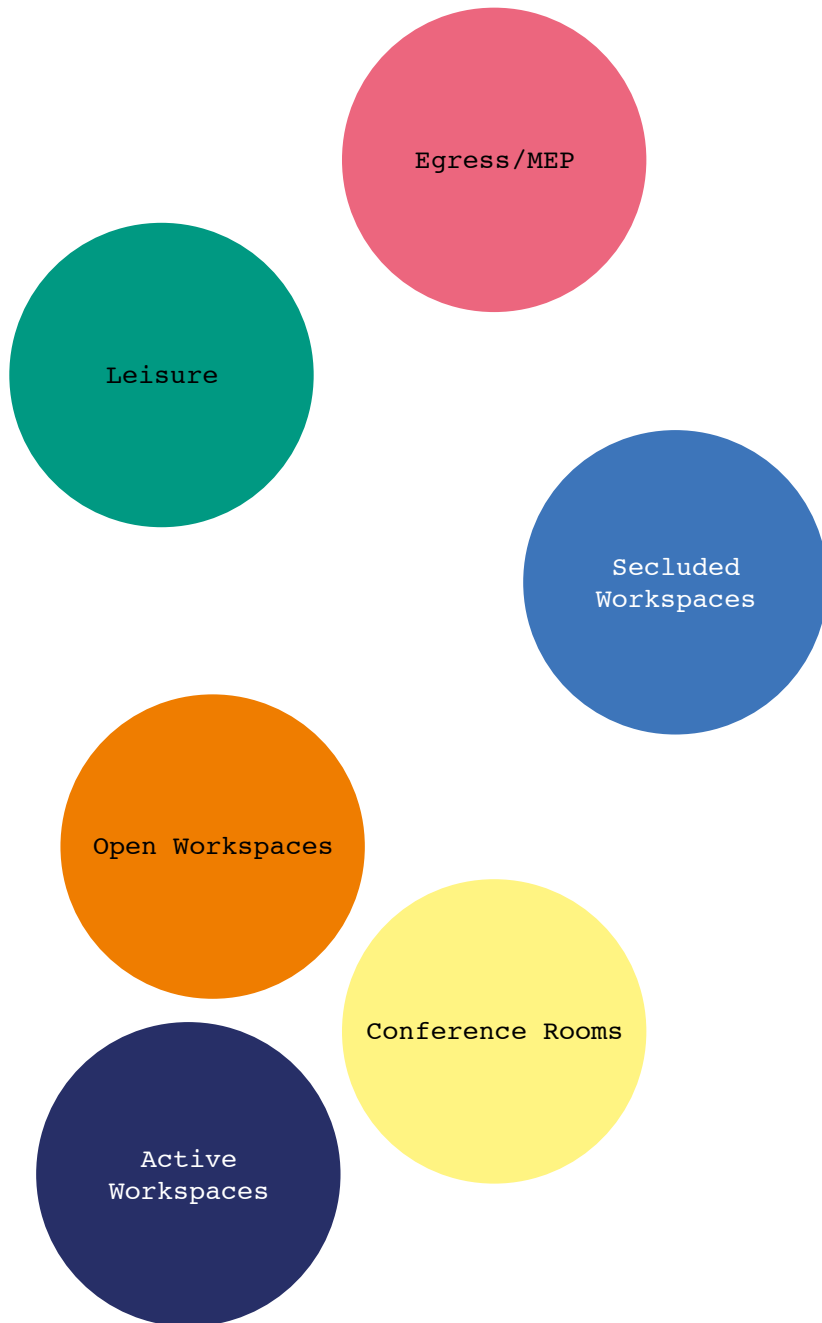 Egress/MEP
Leisure
Secluded
Workspaces
Open Workspaces
Conference Rooms
Active
Workspaces